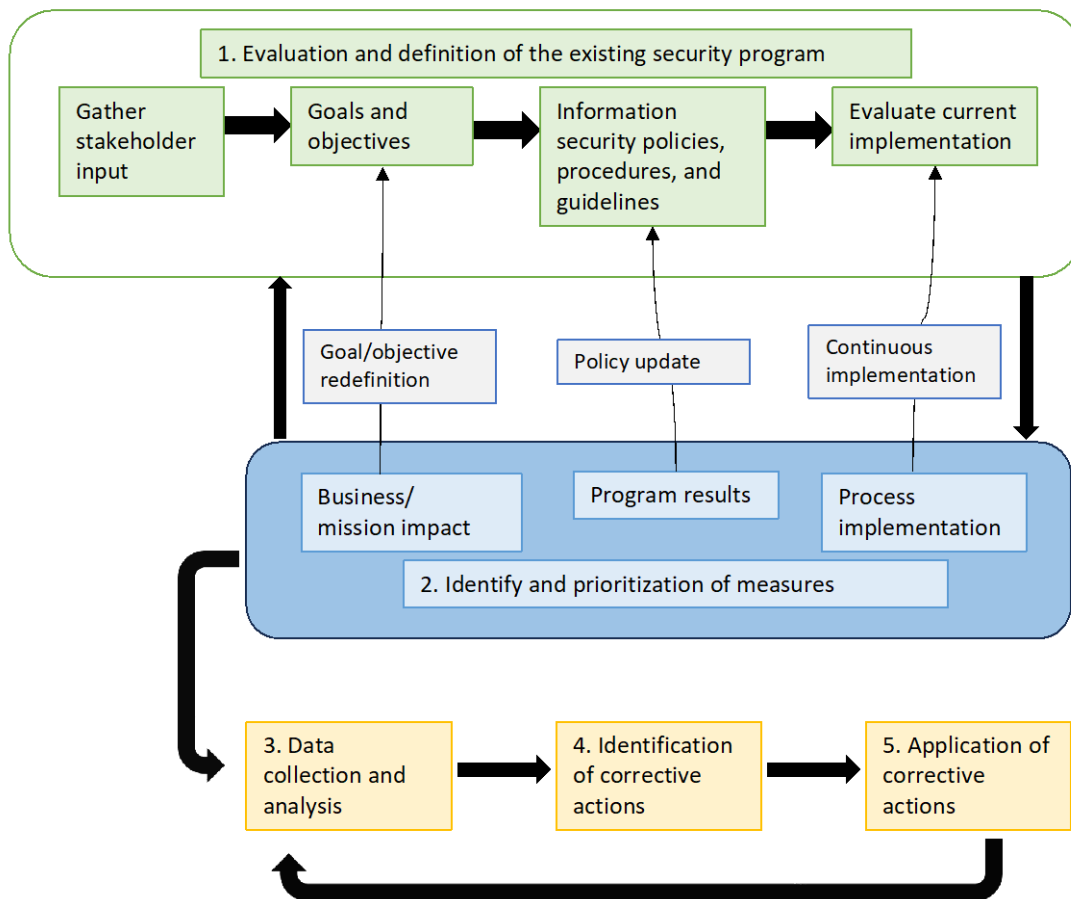 1. Evaluation and definition of the existing security program
Gather
stakeholder
input
Goals and
objectives
Information
security policies,
procedures, and
guidelines
Evaluate current
implementation
Goal/objective
redefinition
Policy update
Continuous
implementation
Business/
mission impact
Program results
Process
implementation
2. Identify and prioritization of measures
3. Data
collection and
analysis
4. Identification
of corrective
actions
5. Application of
corrective
actions